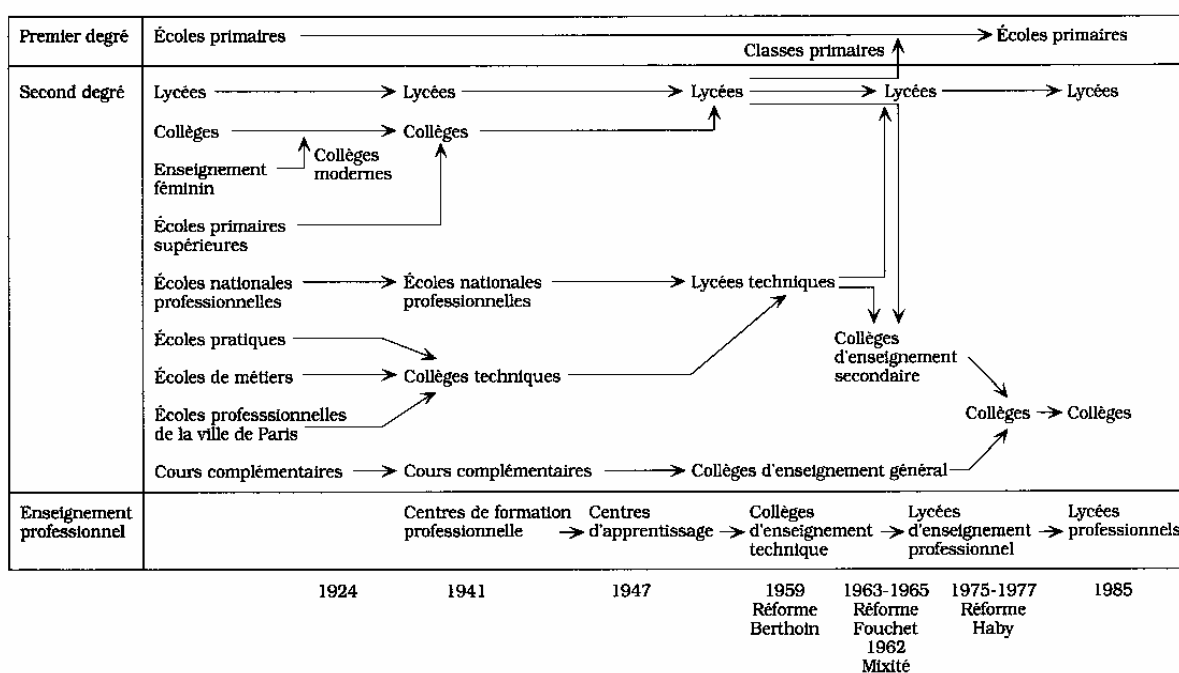 Premier degré
Écoles primaires
Écoles primaires
Classes primaires
Second degré
Lycées
Lycées
Lycées
Lycées
Lycées
Collèges
Collèges
Enseignement
féminin
Collèges
modernes
Écoles primaires
supérieures
Écoles nationales
professionnelles
Écoles nationales
professionnelles
Lycées techniques
Écoles pratiques
Écoles de métiers
Collèges techniques
Collèges
d'enseignement
secondaire
Écoles professsionnelles
de la ville de Paris
Collèges
Collèges
Cours complémentaires
Cours complémentaires
Collèges d'enseignement général
Enseignement
professionnel
Centres de formation
professionnelle
Centres
d'apprentissage
Collèges
d'enseignement
technique
Lycées
d'enseignement
professionnel
Lycées
professionnels
1924
1941
1947
1959
Réforme
Berthoin
1963-1965
Réforme
Fouchet
1962
Mixité
1975-1977
Réforme
Haby
1985